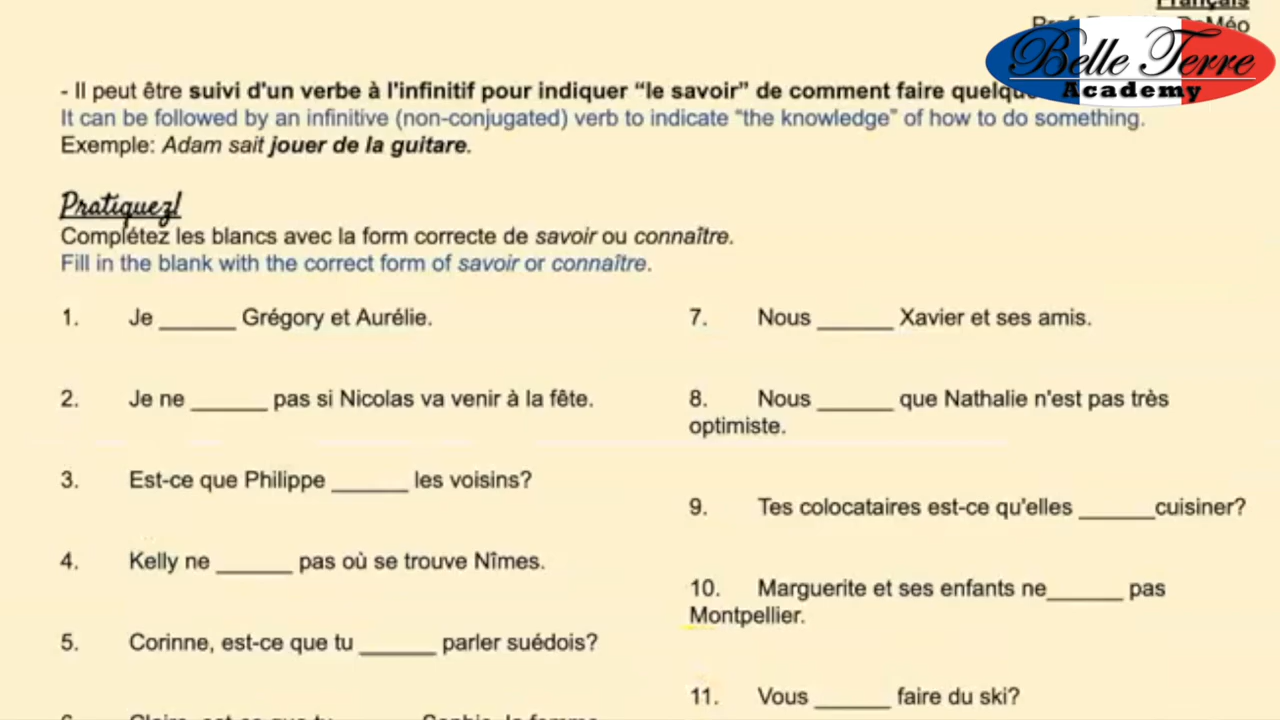 Français
- Il peut être suivi d'un verbe à l'infinitif pour indiquer “le savoir” de comment faire
Belle Terre
Academy
It can be followed by an infinitive (non-conjugated) verb to indicate “the knowledge” of how to do something.
Exemple: Adam sait jouer de la guitare.
Pratiquez!
Complétez les blancs avec la form correcte de savoir ou connaître.
Fill in the blank with the correct form of savoir or connaître.
1. Je ______ Grégory et Aurélie.
2. Je ne ______ pas si Nicolas va venir à la fête.
3. Est-ce que Philippe ______ les voisins?
4. Kelly ne ______ pas où se trouve Nîmes.
5. Corinne, est-ce que tu ______ parler suédois?
7. Nous ______ Xavier et ses amis.
8. Nous ______ que Nathalie n'est pas très
optimiste.
9. Tes colocataires est-ce qu'elles ______cuisiner?
10. Marguerite et ses enfants ne______ pas
Montpellier.
11. Vous ______ faire du ski?